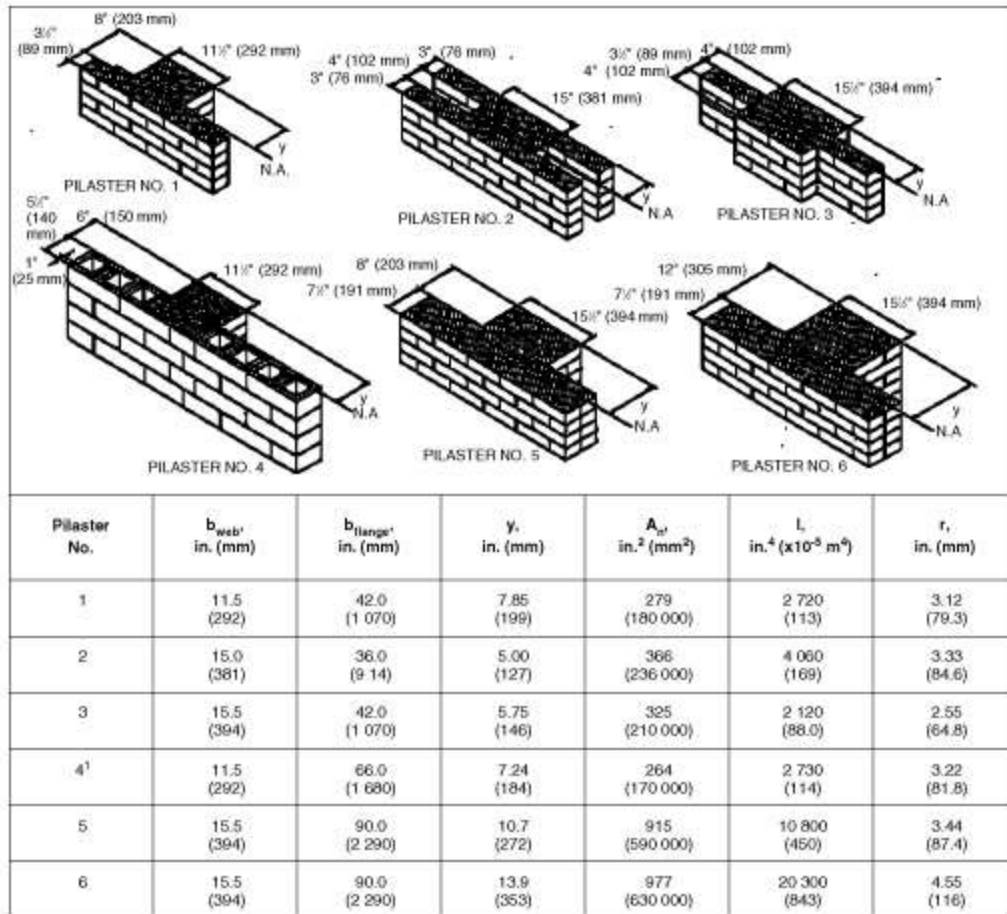 8" (203 mm)
3½"
(89 mm)
11½" (292 mm)
y
N.A.
PILASTER NO. 1
3" (76 mm)
4" (102 mm)
3" (76 mm)
15" (381 mm)
y
N.A
PILASTER NO. 2
3½" (89 mm) 4" (102 mm)
4" (102 mm)
15½" (394 mm)
y
N.A
PILASTER NO. 3
5½"
(140
mm)
6" (150 mm)
1"
(25 mm)
11½" (292 mm)
y
N.A
PILASTER NO. 4
8" (203 mm)
7½" (191 mm)
15½" (394 mm)
y
N.A
PILASTER NO. 5
12" (305 mm)
7½" (191 mm)
15½" (394 mm)
y
N.A
PILASTER NO. 6
Pilaster No. b web, in. (mm) b flange, in. (mm) y, in. (mm) Aₙ, in.² (mm²) I, in.⁴ (x10⁻⁵ m⁴) r, in. (mm)
1 11.5 42.0 7.85 279 2 720 3.12
(292) (1 070) (199) (180 000) (113) (79.3)
2 15.0 36.0 5.00 366 4 060 3.33
(381) (9 14) (127) (236 000) (169) (84.6)
3 15.5 42.0 5.75 325 2 120 2.55
(394) (1 070) (146) (210 000) (88.0) (64.8)
4¹ 11.5 66.0 7.24 264 2 730 3.22
(292) (1 680) (184) (170 000) (114) (81.8)
5 15.5 90.0 10.7 915 10 800 3.44
(394) (2 290) (272) (590 000) (450) (87.4)
6 15.5 90.0 13.9 977 20 300 4.55
(394) (2 290) (353) (630 000) (843) (116)